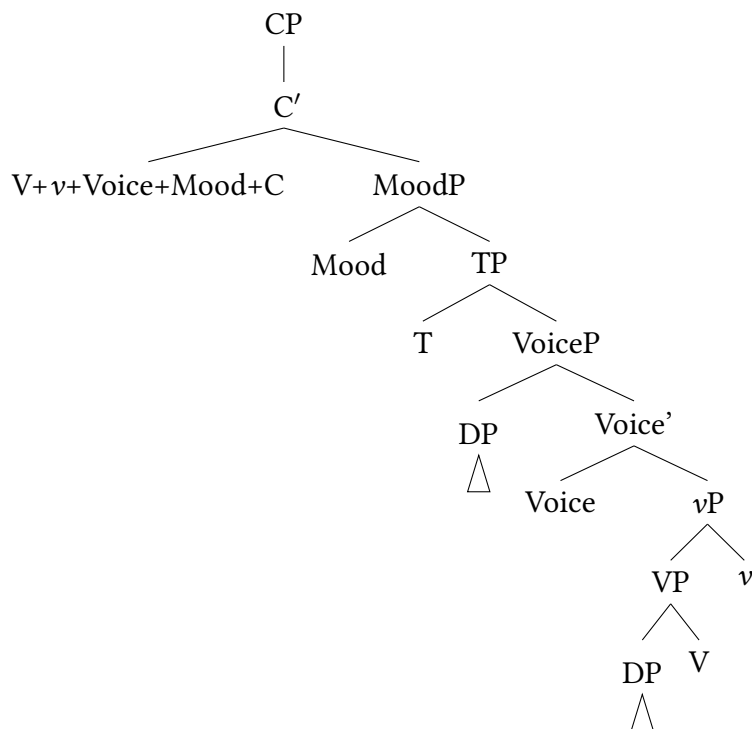 CP
C′
V+v+Voice+Mood+C MoodP
Mood TP
T VoiceP
DP Voice’
Voice vP
VP v
DP V